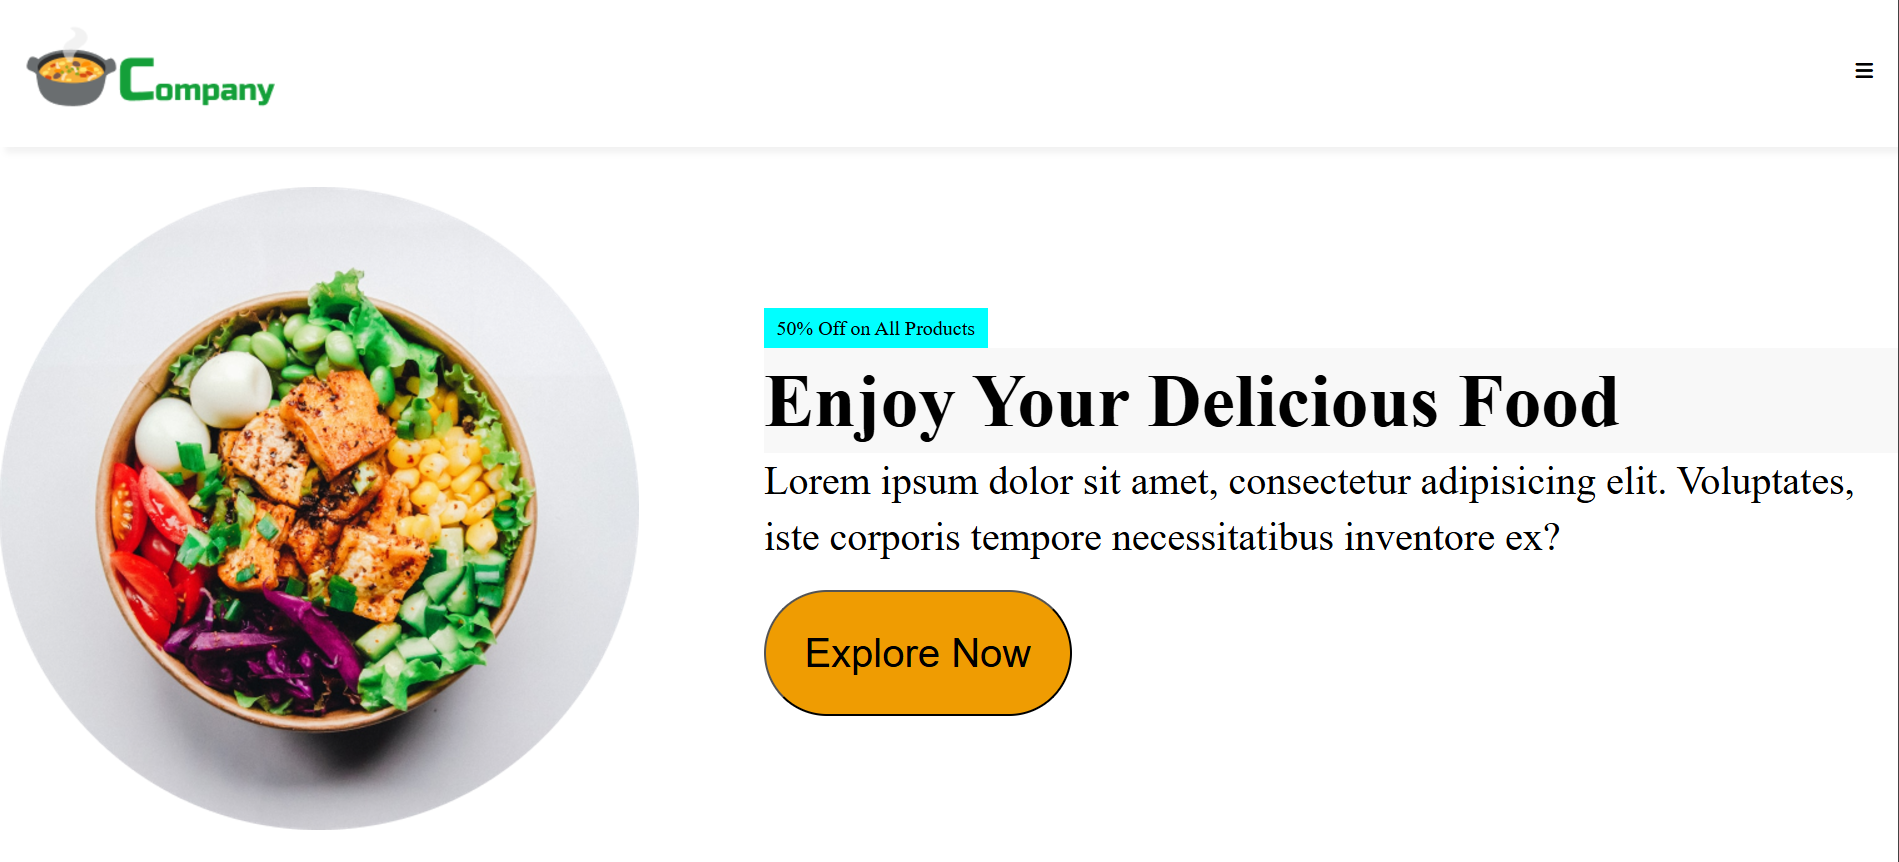 Company
50% Off on All Products
Enjoy Your Delicious Food
Lorem ipsum dolor sit amet, consectetur adipisicing elit. Voluptates,
iste corporis tempore necessitatibus inventore ex?
Explore Now